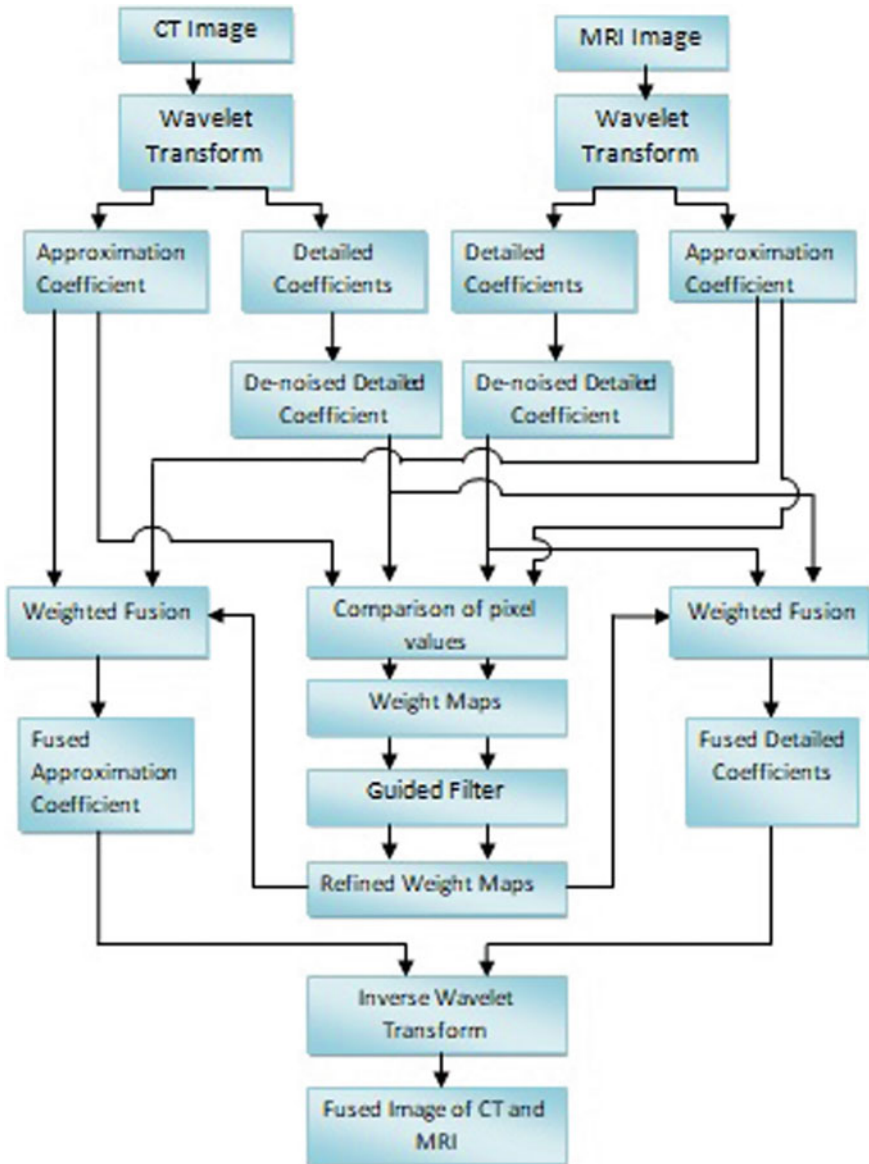 CT Image
MRI Image
Wavelet
Transform
Wavelet
Transform
Approximation
Coefficient
Detailed
Coefficients
Detailed
Coefficients
Approximation
Coefficient
De-noised Detailed
Coefficient
De-noised Detailed
Coefficient
Weighted Fusion
Comparison of pixel
values
Weighted Fusion
Weight Maps
Fused
Approximation
Coefficient
Fused Detailed
Coefficients
Guided Filter
Refined Weight Maps
Inverse Wavelet
Transform
Fused Image of CT and
MRI